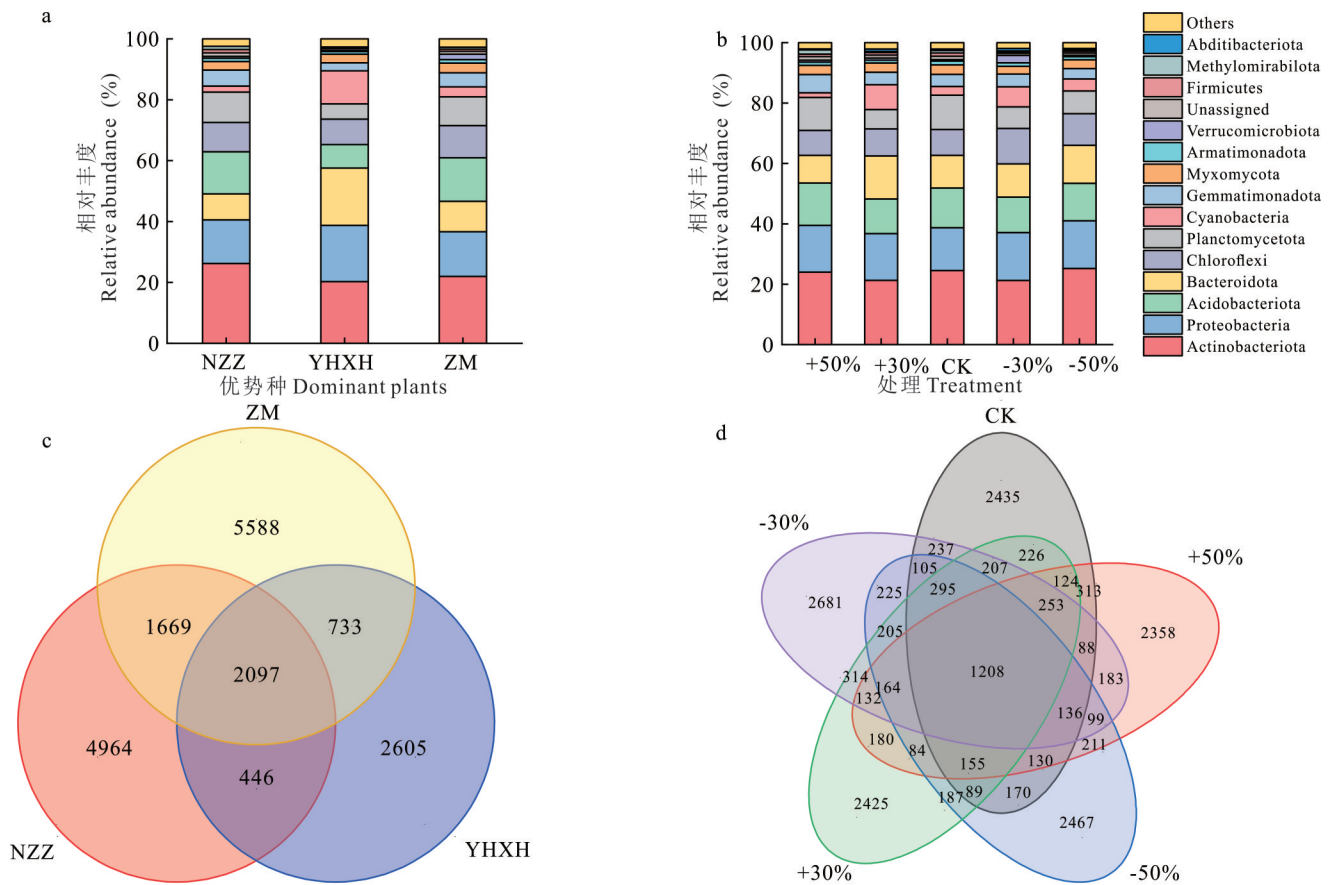 a
100
80
60
40
20
0
相对丰度
Relative abundance (%)
NZZ YHXH ZM
优势种 Dominant plants
b
100
80
60
40
20
0
相对丰度
Relative abundance (%)
+50% +30% CK -30% -50%
处理 Treatment
Others
Abditibacteriota
Methylomirabilota
Firmicutes
Unassigned
Verrucomicrobiota
Armatimonadota
Myxomycota
Gemmatimonadota
Cyanobacteria
Planctomycetota
Chloroflexi
Bacteroidota
Acidobacteriota
Proteobacteria
Actinobacteriota
c
ZM
5588
1669
733
2097
4964
446
2605
NZZ
YHXH
d
CK
2435
-30%
+50%
237
226
105
207
124
313
225
295
253
2681
2358
205
88
314
164
1208
183
132
136
99
180
84
211
155
130
187
89
170
2425
2467
+30%
-50%